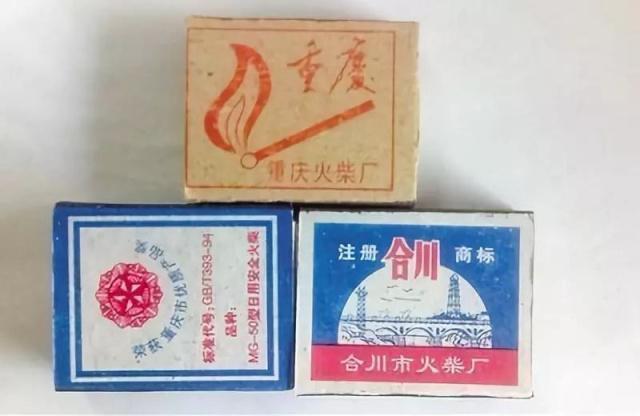 重慶
重庆火柴厂
荣获重庆市优质产品奖
标准代号:GB/T393-94
品种:
MG-50型日用安全火柴
注册 合川 商标
合川市火柴厂